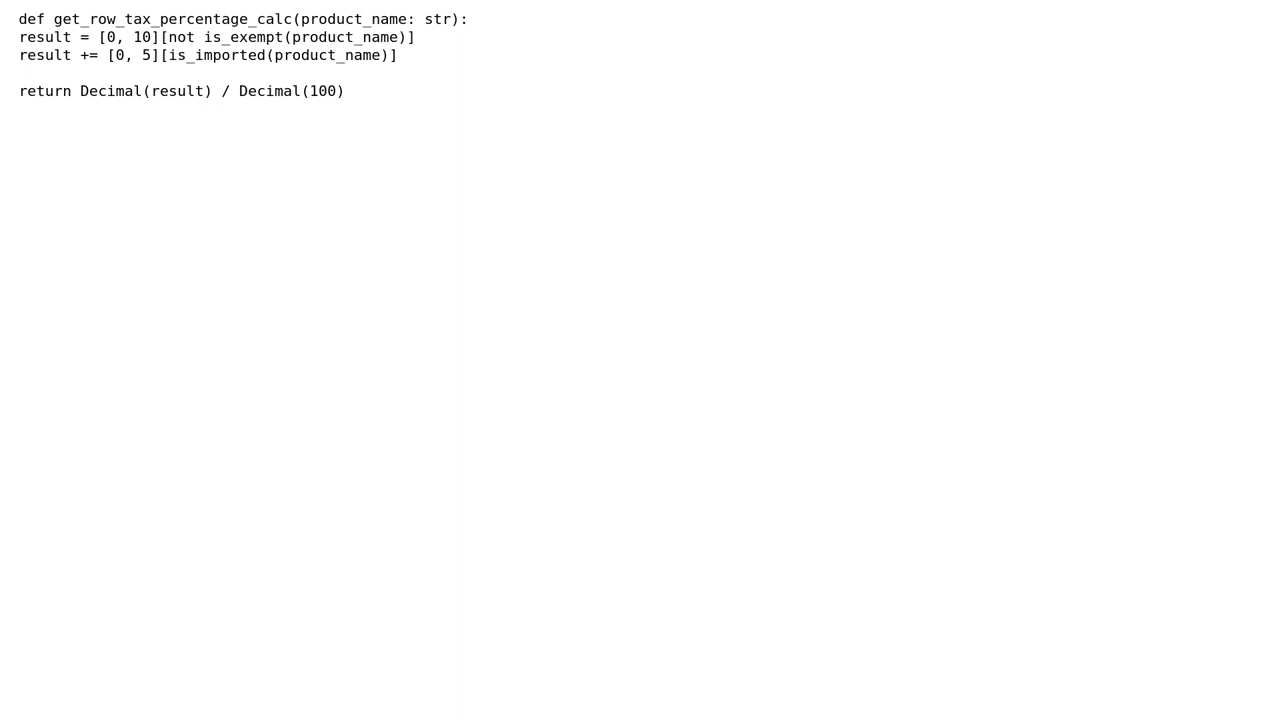 def get_row_tax_percentage_calc(product_name: str):
result = [0, 10][not is_exempt(product_name)]
result += [0, 5][is_imported(product_name)]

return Decimal(result) / Decimal(100)